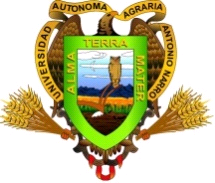 UNIVERSIDAD AUTONOMA AGRARIA ANTONIO NARRO
ALMA TERRA MATER